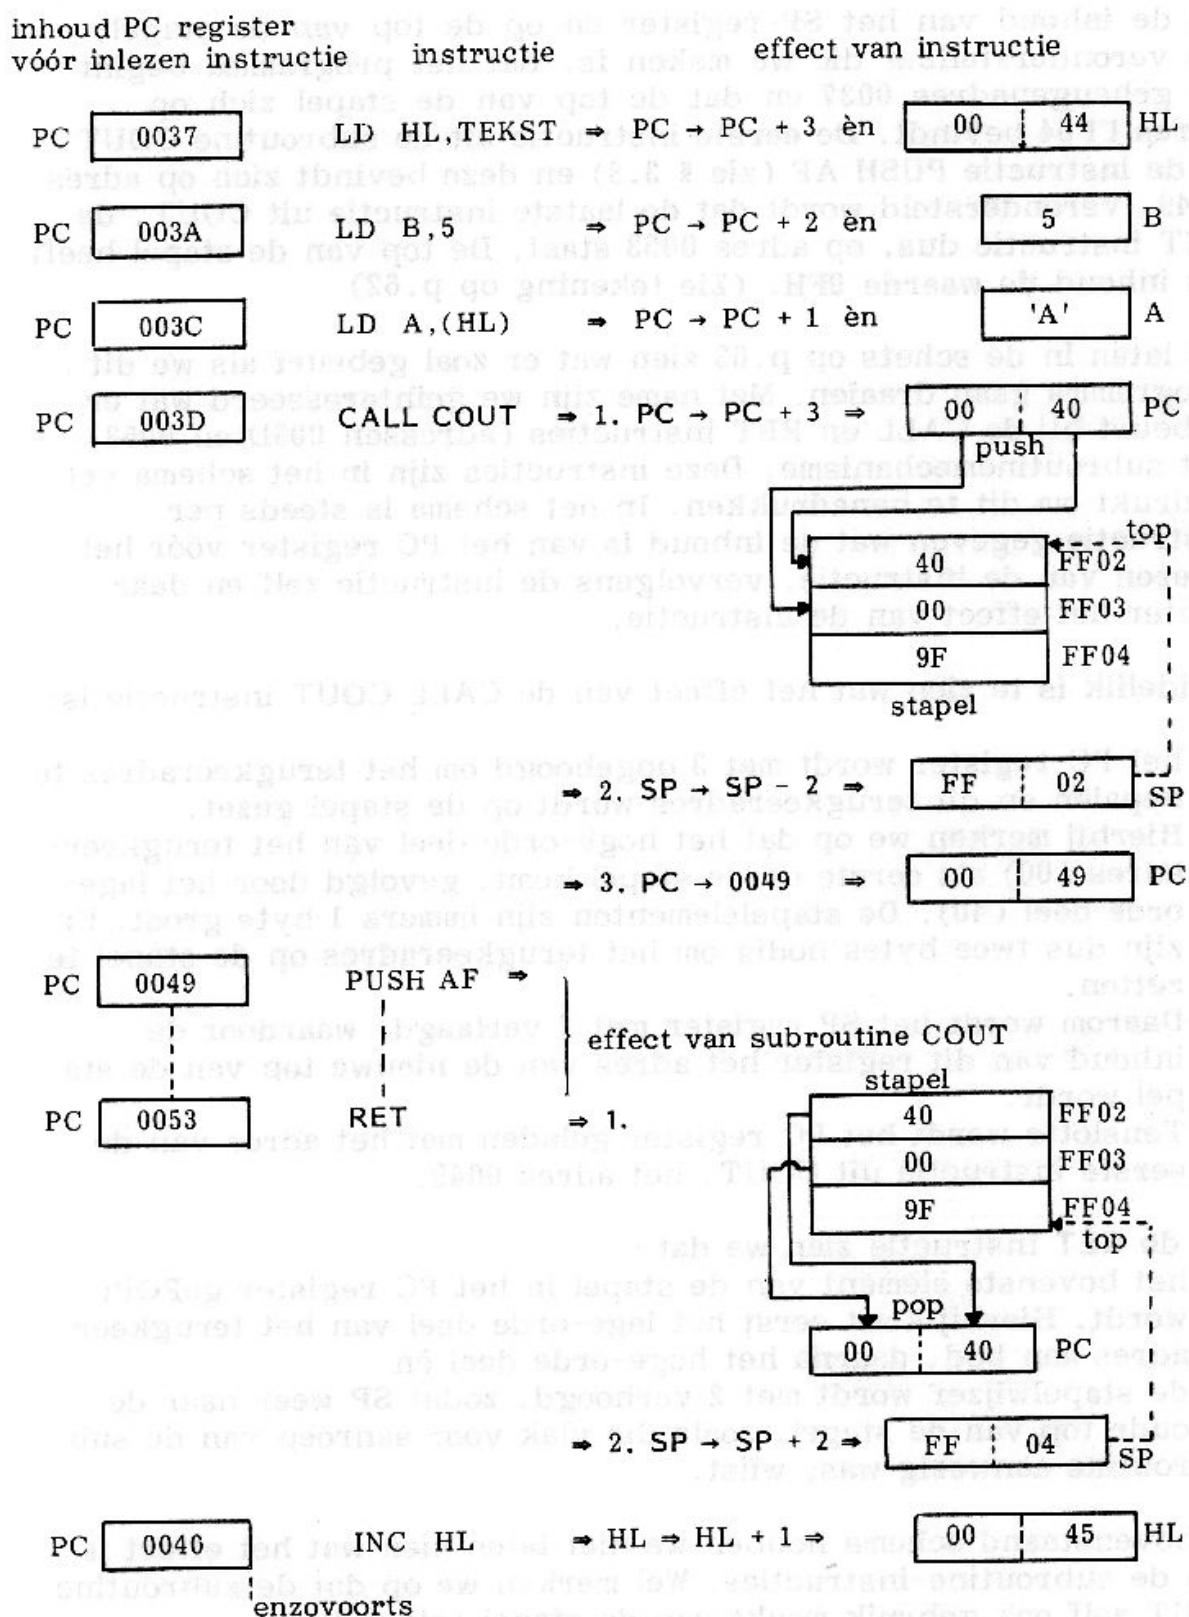 inhoud PC register
vóór inlezen instructie instructie effect van instructie
PC 0037 LD HL,TEKST ⇒ PC → PC + 3 èn 00 44 HL
PC 003A LD B,5 ⇒ PC → PC + 2 èn 5 B
PC 003C LD A,(HL) ⇒ PC → PC + 1 èn 'A' A
PC 003D CALL COUT ⇒ 1. PC → PC + 3 ⇒ 00 40 PC
push
top
40 FF02
00 FF03
9F FF04
stapel
⇒ 2. SP → SP - 2 ⇒ FF 02 SP
⇒ 3. PC → 0049 ⇒ 00 49 PC
PC 0049 PUSH AF ⇒
effect van subroutine COUT
stapel
PC 0053 RET ⇒ 1. 40 FF02
00 FF03
9F FF04
top
pop
00 40 PC
⇒ 2. SP → SP + 2 ⇒ FF 04 SP
PC 0040 INC HL ⇒ HL ⇒ HL + 1 ⇒ 00 45 HL
enzovoorts